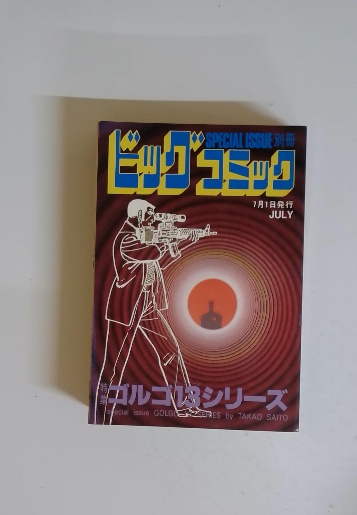 SPECIAL ISSUE 別冊
ビッグコミック
7月1日発行
JULY
特集 ゴルゴ13シリーズ
special issue GOLGO SERIES by TAKAO SAITO